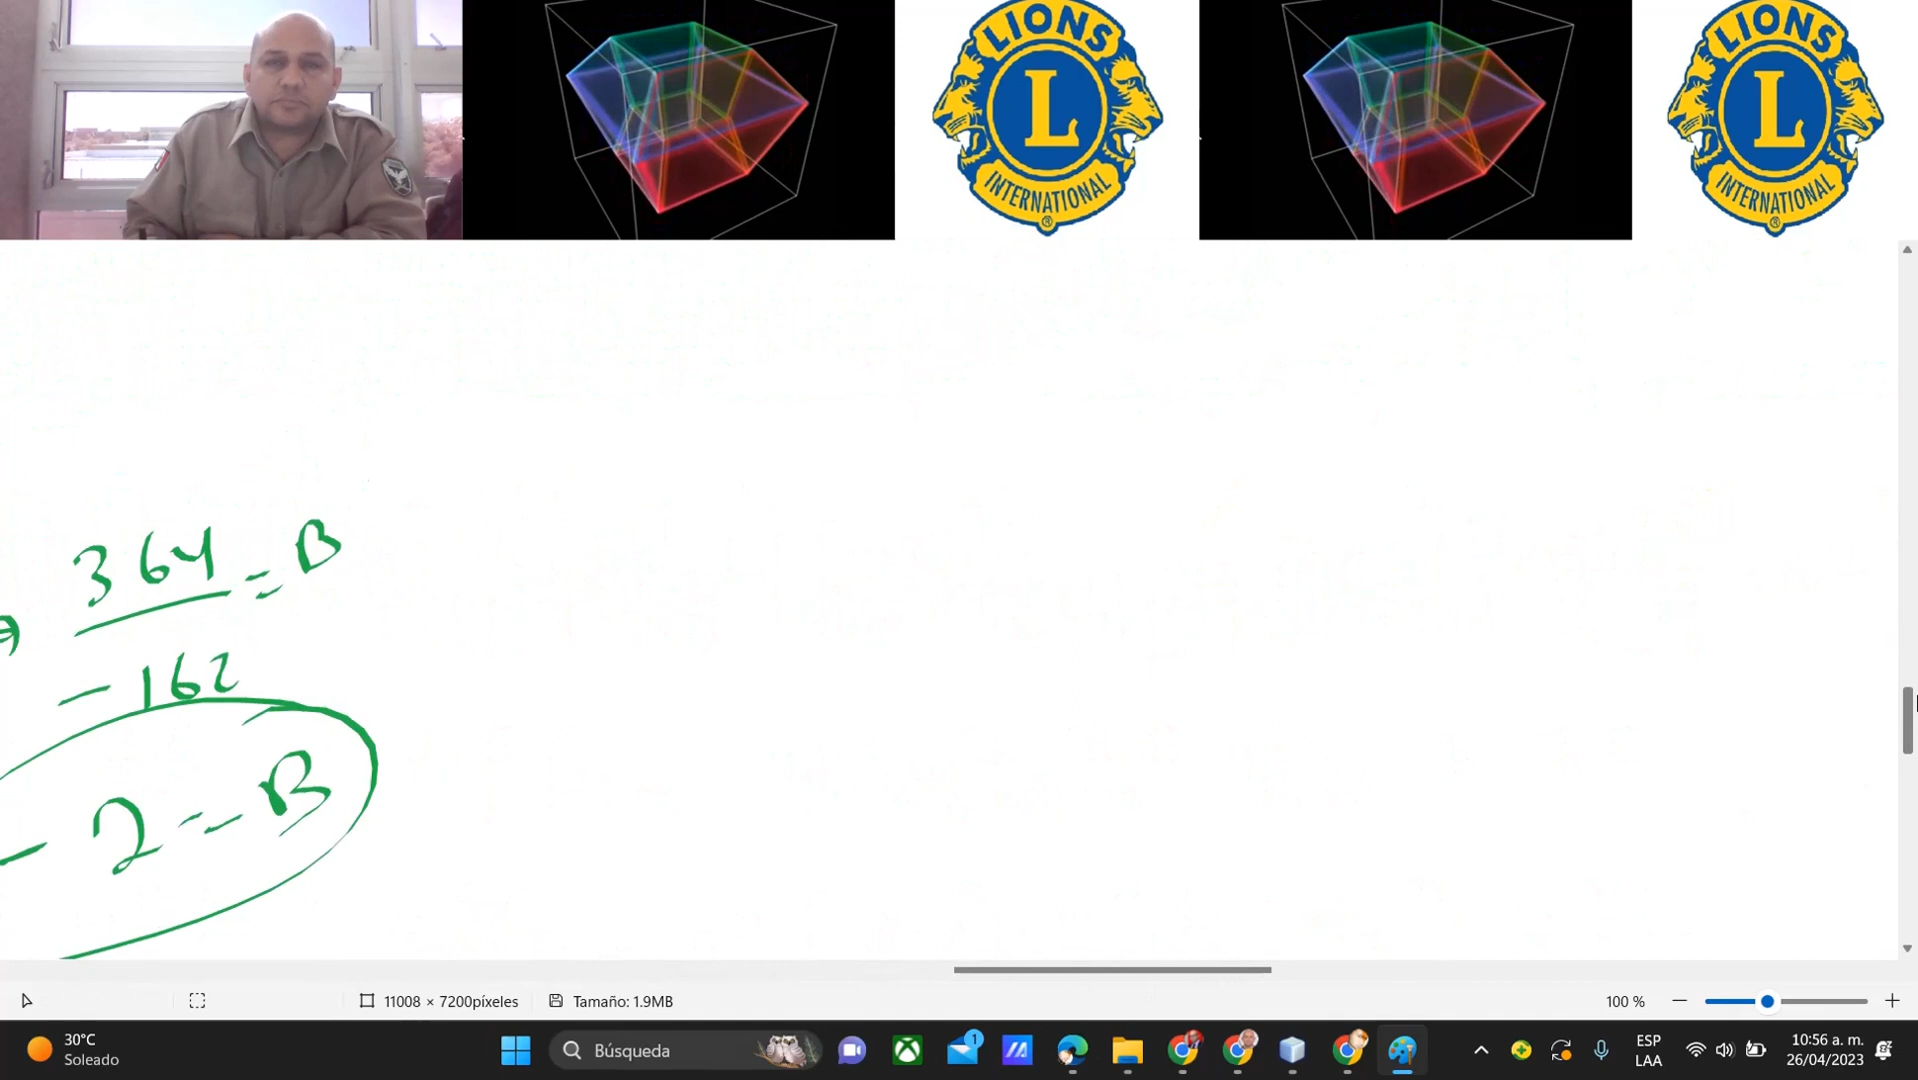 LIONS
L
INTERNATIONAL
®
LIONS
L
INTERNATIONAL
®
364 = B
- 162
- 2 = B
11008 × 7200píxeles
Tamaño: 1.9MB
100 %
30°C
Soleado
Búsqueda
1
ESP
LAA
10:56 a. m.
26/04/2023